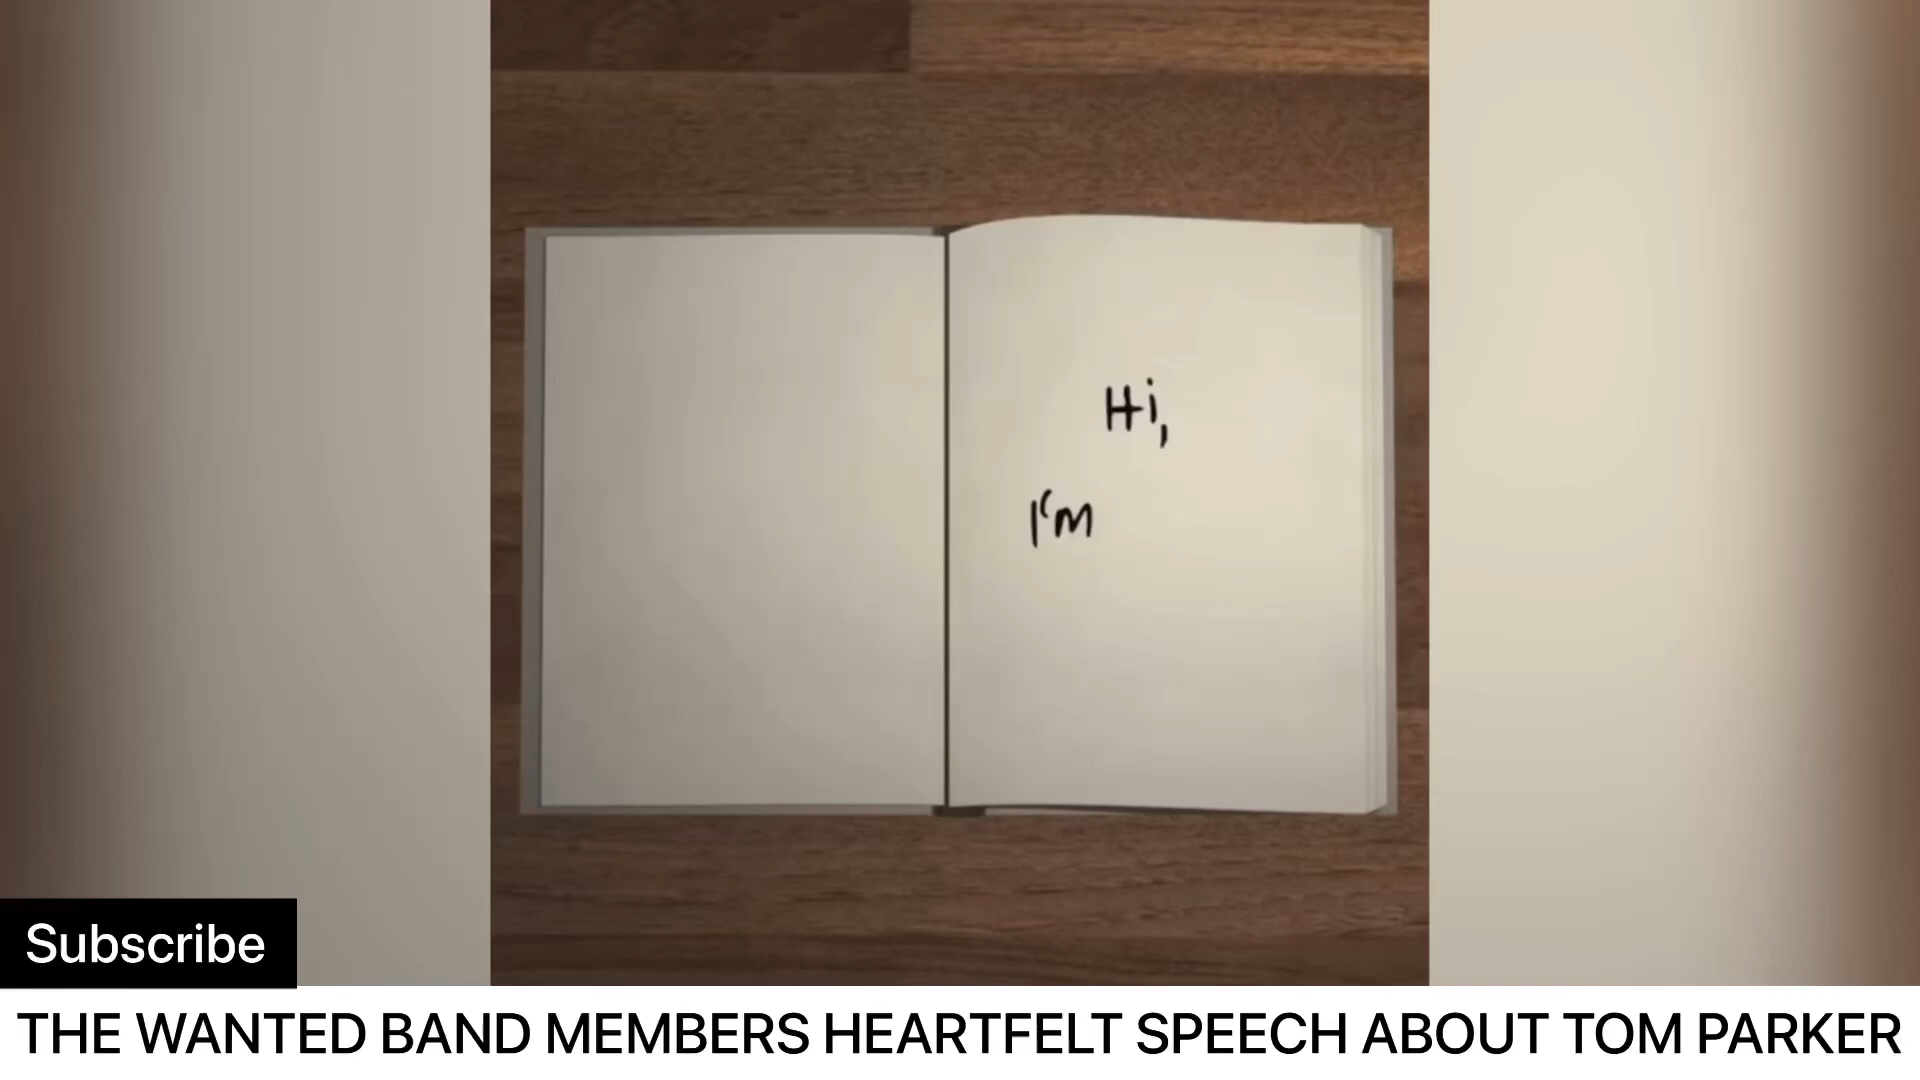 Hi,
I'm
Subscribe
THE WANTED BAND MEMBERS HEARTFELT SPEECH ABOUT TOM PARKER